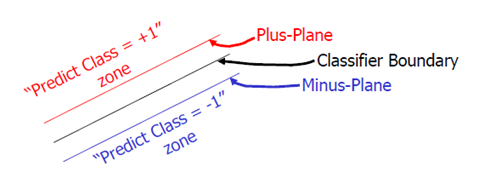 “Predict Class = +1”
zone
Plus-Plane
Classifier Boundary
Minus-Plane
“Predict Class = -1”
zone